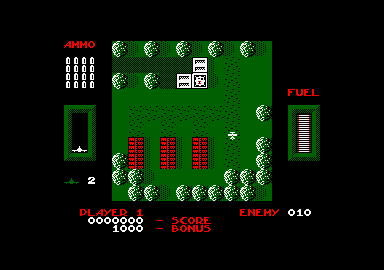 AMMO
FUEL
2
PLAYER 1 ENEMY 010
0000000 - SCORE
1000 - BONUS